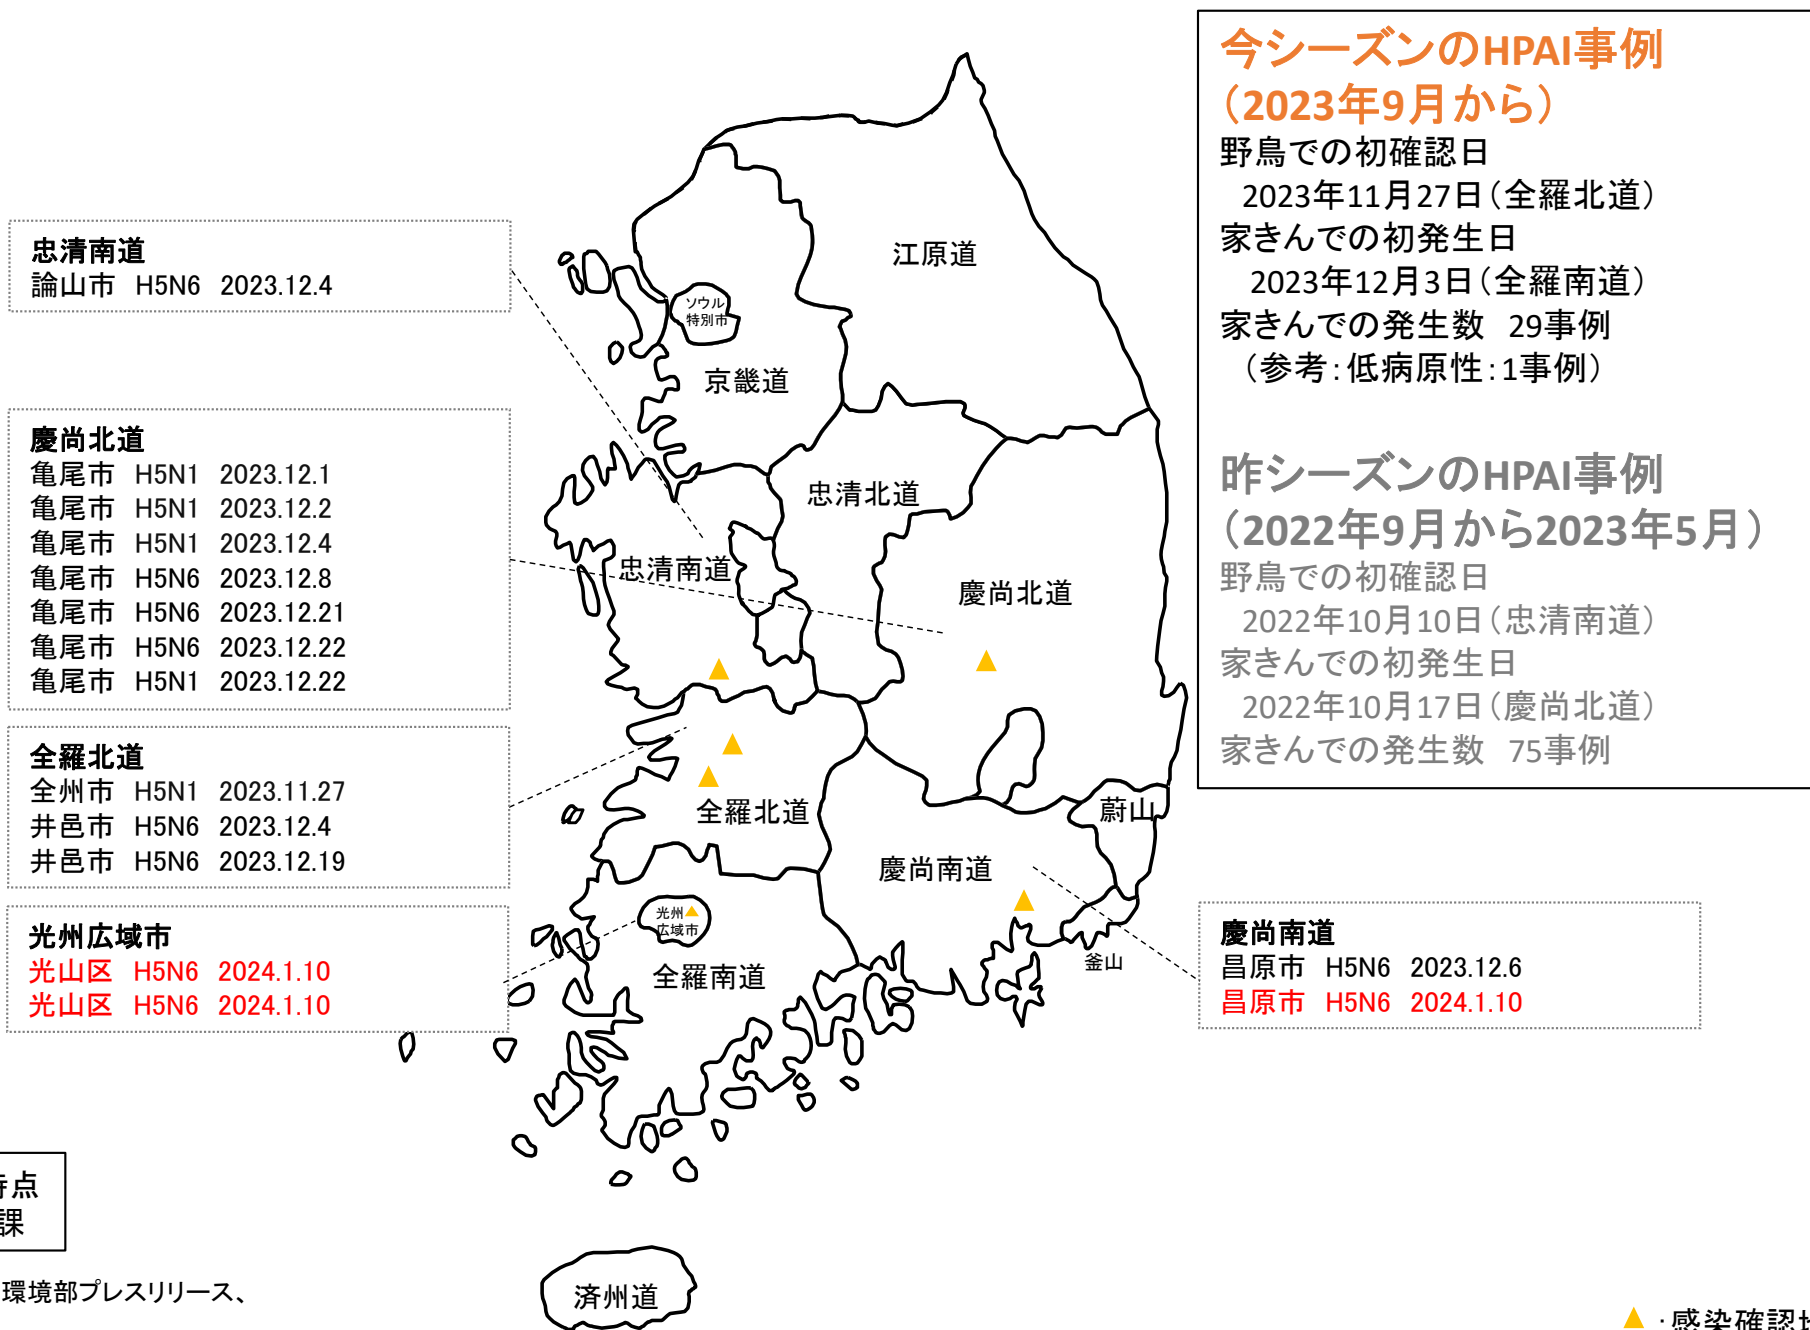 今シーズンのHPAI事例
（2023年9月から）
野鳥での初確認日
2023年11月27日（全羅北道）
家きんでの初発生日
2023年12月3日（全羅南道）
家きんでの発生数 29事例
（参考：低病原性：1事例）
昨シーズンのHPAI事例
（2022年9月から2023年5月）
野鳥での初確認日
2022年10月10日（忠清南道）
家きんでの初発生日
2022年10月17日（慶尚北道）
家きんでの発生数 75事例
忠清南道
論山市 H5N6 2023.12.4
慶尚北道
亀尾市 H5N1 2023.12.1
亀尾市 H5N1 2023.12.2
亀尾市 H5N1 2023.12.4
亀尾市 H5N6 2023.12.8
亀尾市 H5N6 2023.12.21
亀尾市 H5N6 2023.12.22
亀尾市 H5N1 2023.12.22
全羅北道
全州市 H5N1 2023.11.27
井邑市 H5N6 2023.12.4
井邑市 H5N6 2023.12.19
光州広域市
光山区 H5N6 2024.1.10
光山区 H5N6 2024.1.10
慶尚南道
昌原市 H5N6 2023.12.6
昌原市 H5N6 2024.1.10
江原道
ソウル
特別市
京畿道
忠清北道
忠清南道
慶尚北道
全羅北道
蔚山
慶尚南道
光州
広域市
釜山
全羅南道
済州道
時点
課
環境部プレスリリース、
：感染確認地